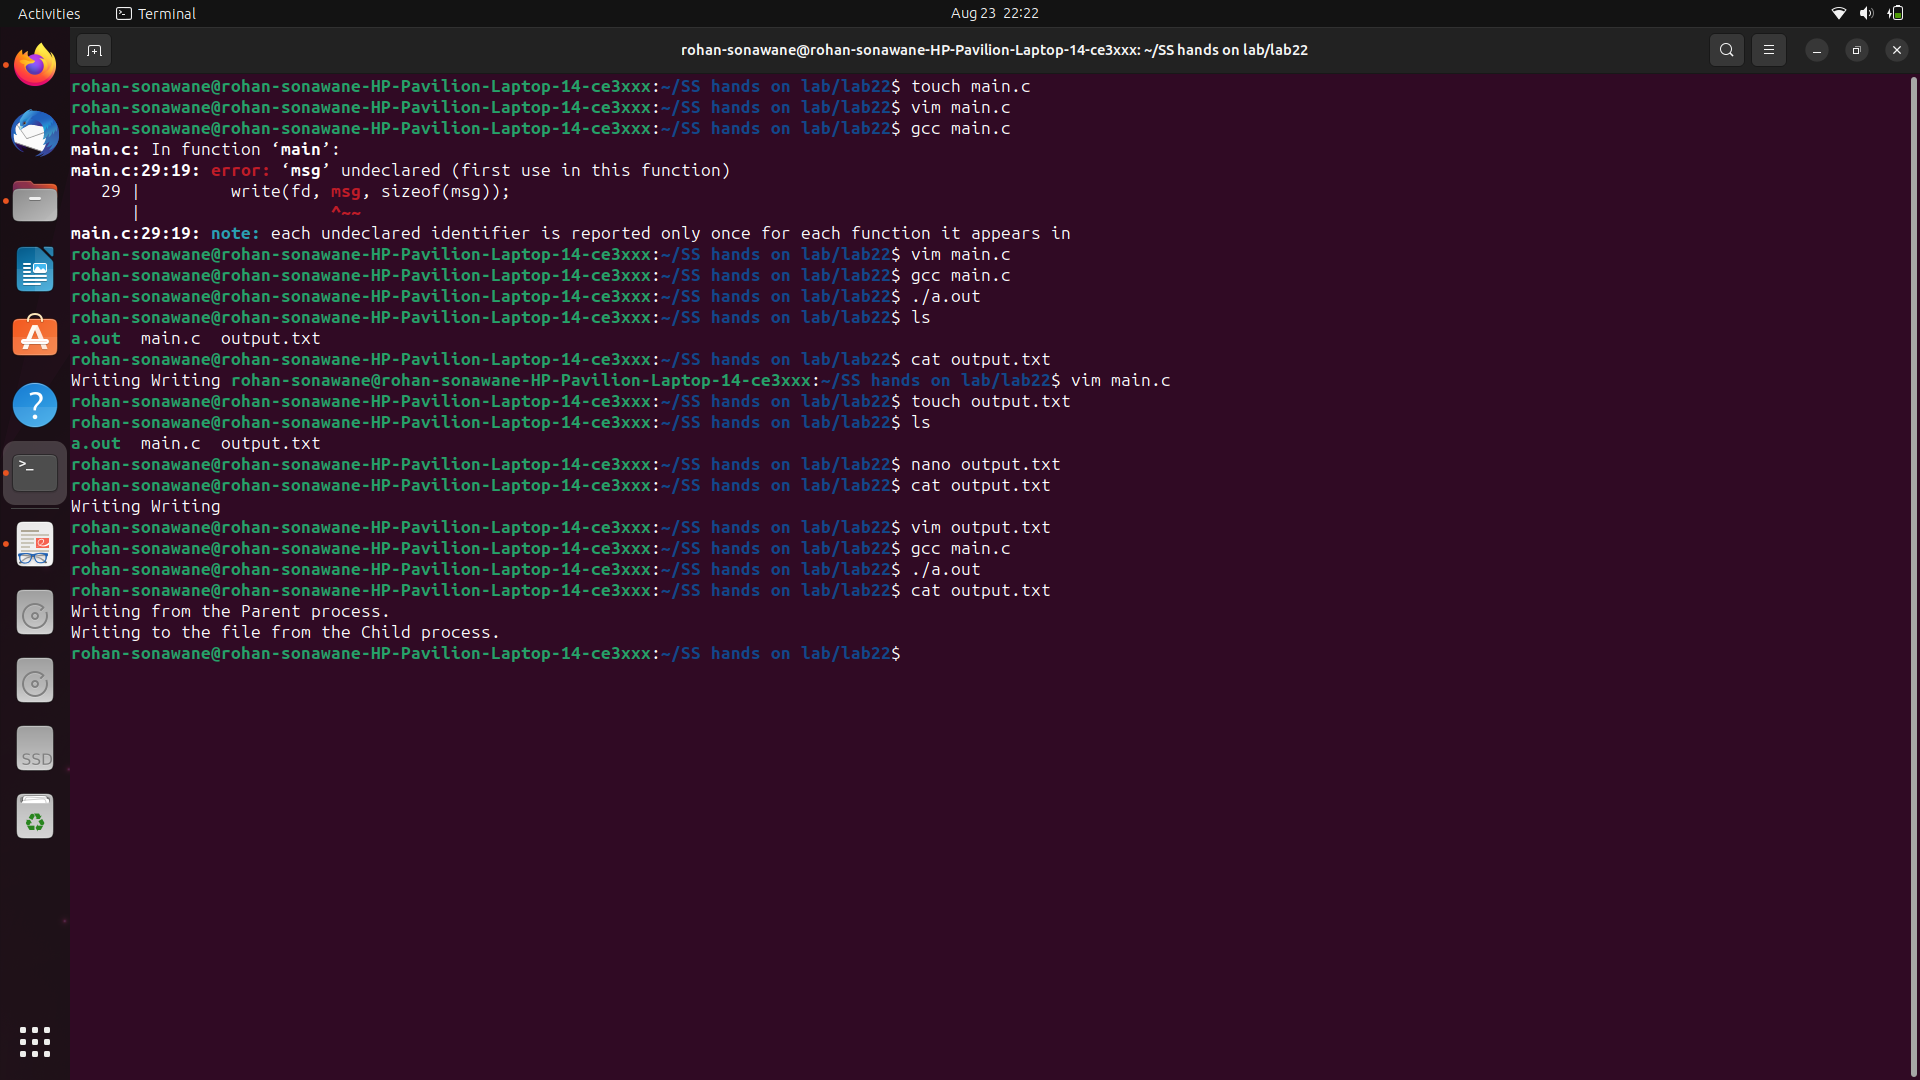 Activities Terminal Aug 23 22:22
rohan-sonawane@rohan-sonawane-HP-Pavilion-Laptop-14-ce3xxx: ~/SS hands on lab/lab22
rohan-sonawane@rohan-sonawane-HP-Pavilion-Laptop-14-ce3xxx:~/SS hands on lab/lab22$ touch main.c
rohan-sonawane@rohan-sonawane-HP-Pavilion-Laptop-14-ce3xxx:~/SS hands on lab/lab22$ vim main.c
rohan-sonawane@rohan-sonawane-HP-Pavilion-Laptop-14-ce3xxx:~/SS hands on lab/lab22$ gcc main.c
main.c: In function ‘main’:
main.c:29:19: error: ‘msg’ undeclared (first use in this function)
   29 |         write(fd, msg, sizeof(msg));
      |                   ^~~
main.c:29:19: note: each undeclared identifier is reported only once for each function it appears in
rohan-sonawane@rohan-sonawane-HP-Pavilion-Laptop-14-ce3xxx:~/SS hands on lab/lab22$ vim main.c
rohan-sonawane@rohan-sonawane-HP-Pavilion-Laptop-14-ce3xxx:~/SS hands on lab/lab22$ gcc main.c
rohan-sonawane@rohan-sonawane-HP-Pavilion-Laptop-14-ce3xxx:~/SS hands on lab/lab22$ ./a.out
rohan-sonawane@rohan-sonawane-HP-Pavilion-Laptop-14-ce3xxx:~/SS hands on lab/lab22$ ls
a.out  main.c  output.txt
rohan-sonawane@rohan-sonawane-HP-Pavilion-Laptop-14-ce3xxx:~/SS hands on lab/lab22$ cat output.txt
Writing Writing rohan-sonawane@rohan-sonawane-HP-Pavilion-Laptop-14-ce3xxx:~/SS hands on lab/lab22$ vim main.c
rohan-sonawane@rohan-sonawane-HP-Pavilion-Laptop-14-ce3xxx:~/SS hands on lab/lab22$ touch output.txt
rohan-sonawane@rohan-sonawane-HP-Pavilion-Laptop-14-ce3xxx:~/SS hands on lab/lab22$ ls
a.out  main.c  output.txt
rohan-sonawane@rohan-sonawane-HP-Pavilion-Laptop-14-ce3xxx:~/SS hands on lab/lab22$ nano output.txt
rohan-sonawane@rohan-sonawane-HP-Pavilion-Laptop-14-ce3xxx:~/SS hands on lab/lab22$ cat output.txt
Writing Writing
rohan-sonawane@rohan-sonawane-HP-Pavilion-Laptop-14-ce3xxx:~/SS hands on lab/lab22$ vim output.txt
rohan-sonawane@rohan-sonawane-HP-Pavilion-Laptop-14-ce3xxx:~/SS hands on lab/lab22$ gcc main.c
rohan-sonawane@rohan-sonawane-HP-Pavilion-Laptop-14-ce3xxx:~/SS hands on lab/lab22$ ./a.out
rohan-sonawane@rohan-sonawane-HP-Pavilion-Laptop-14-ce3xxx:~/SS hands on lab/lab22$ cat output.txt
Writing from the Parent process.
Writing to the file from the Child process.
rohan-sonawane@rohan-sonawane-HP-Pavilion-Laptop-14-ce3xxx:~/SS hands on lab/lab22$
SSD